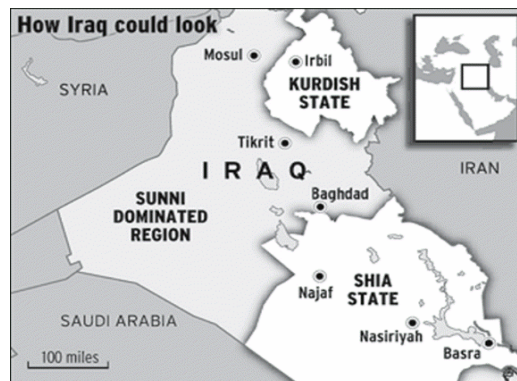 How Iraq could look
Mosul
Irbil
SYRIA
KURDISH
STATE
Tikrit
IRAQ
IRAN
SUNNI
DOMINATED
REGION
Baghdad
Najaf
SHIA
STATE
SAUDI ARABIA
Nasiriyah
Basra
100 miles